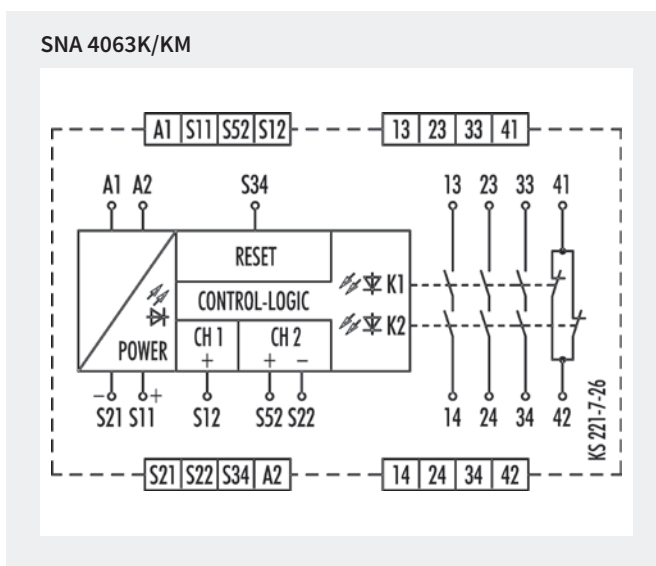 SNA 4063K/KM
A1 S11 S52 S12 13 23 33 41
A1 A2 S34 13 23 33 41
RESET
K1
CONTROL-LOGIC
K2
CH 1 CH 2
POWER + + −
− +
S21 S11 S12 S52 S22 14 24 34 42
KS 221-7-26
S21 S22 S34 A2 14 24 34 42